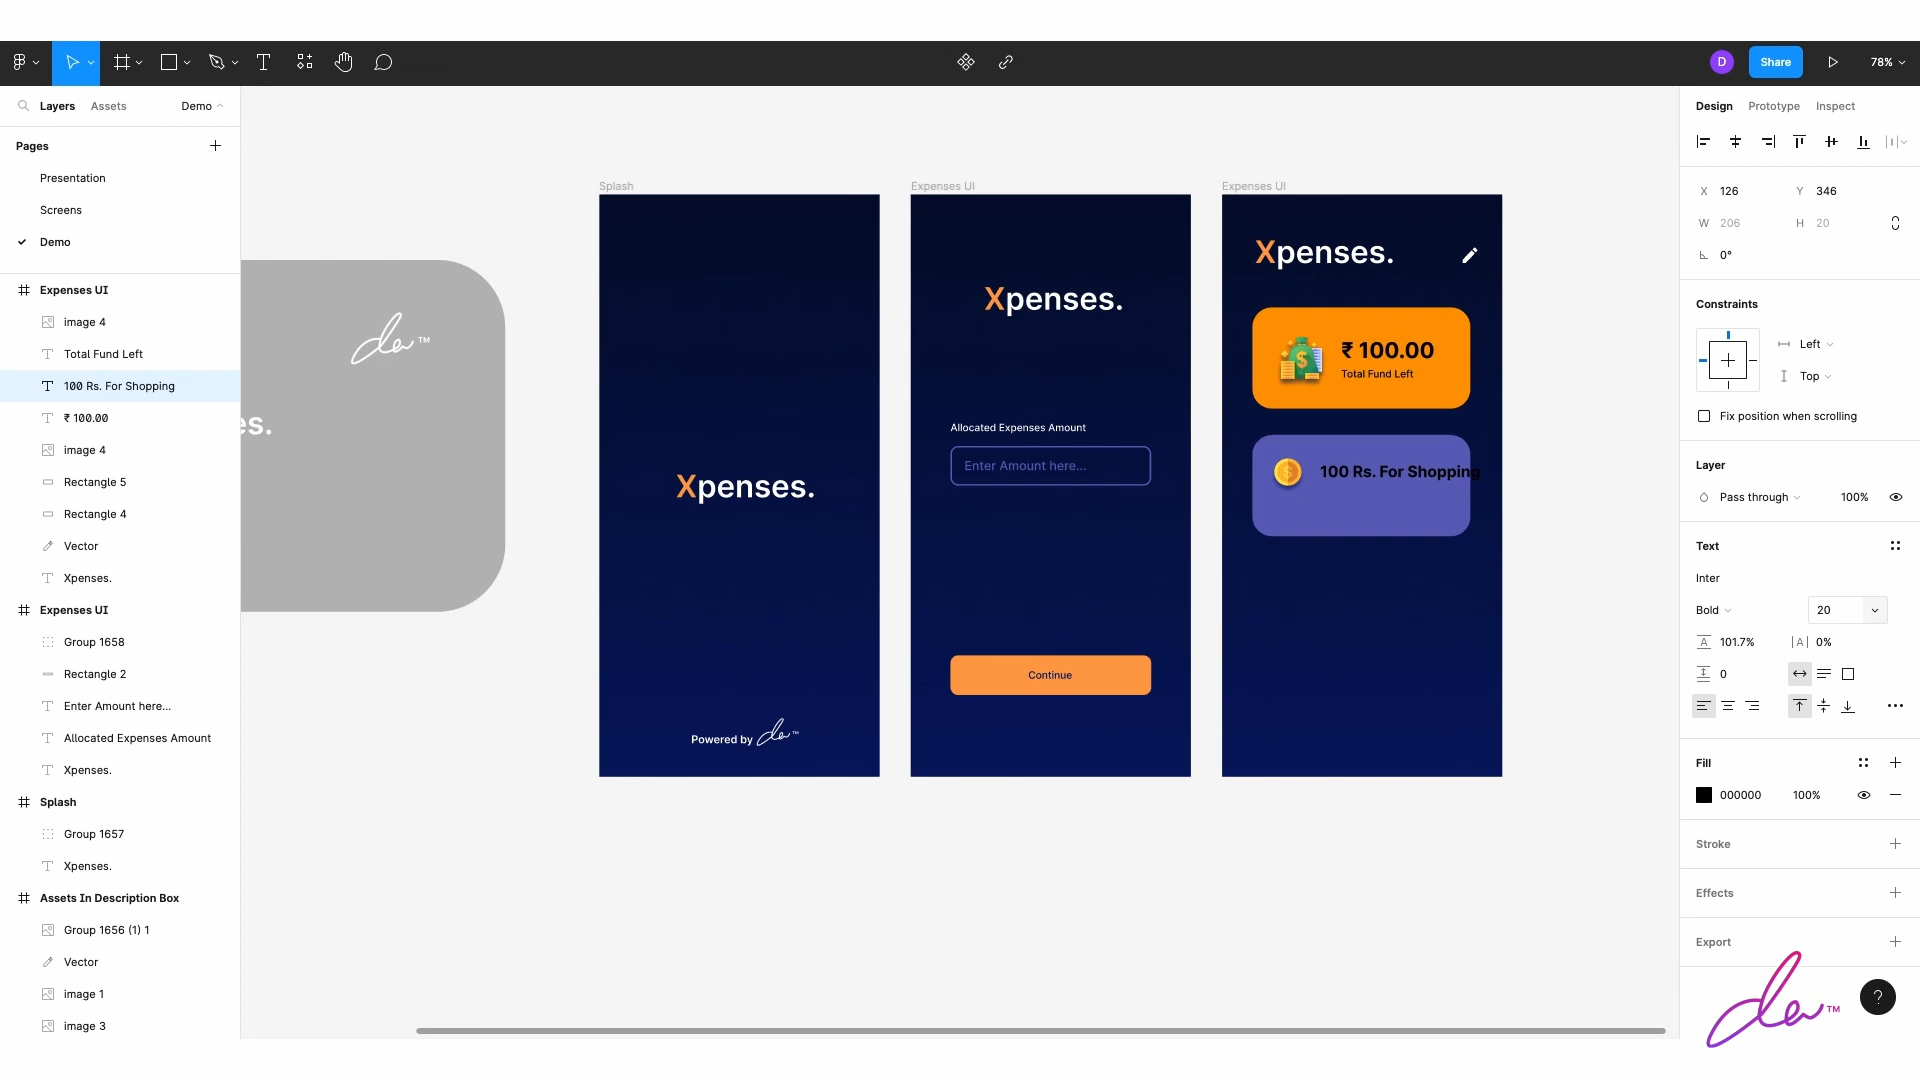 Share
78%
Layers
Assets
Demo
Pages
Presentation
Screens
Demo
Expenses UI
image 4
Total Fund Left
100 Rs. For Shopping
₹ 100.00
image 4
Rectangle 5
Rectangle 4
Vector
Xpenses.
Expenses UI
Group 1658
Rectangle 2
Enter Amount here...
Allocated Expenses Amount
Xpenses.
Splash
Group 1657
Xpenses.
Assets In Description Box
Group 1656 (1) 1
Vector
image 1
image 3
es.
de™
Splash
Xpenses.
Powered by de™
Expenses UI
Xpenses.
Allocated Expenses Amount
Enter Amount here...
Continue
Expenses UI
Xpenses.
₹ 100.00
Total Fund Left
100 Rs. For Shopping
D
Design
Prototype
Inspect
X 126
Y 346
W 206
H 20
0°
Constraints
Left
Top
Fix position when scrolling
Layer
Pass through
100%
Text
Inter
Bold
20
101.7%
0%
0
Fill
000000
100%
Stroke
Effects
Export
de™
?